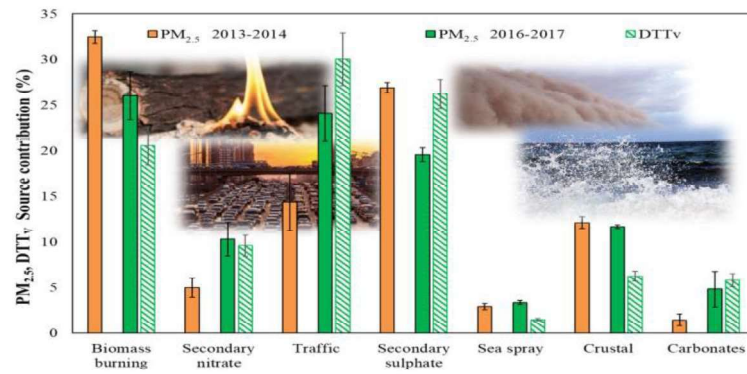 PM2.5 2013-2014 PM2.5 2016-2017 DTTv
PM2.5, DTTv Source contribution (%)
35
30
25
20
15
10
5
0
Biomass burning
Secondary nitrate
Traffic
Secondary sulphate
Sea spray
Crustal
Carbonates